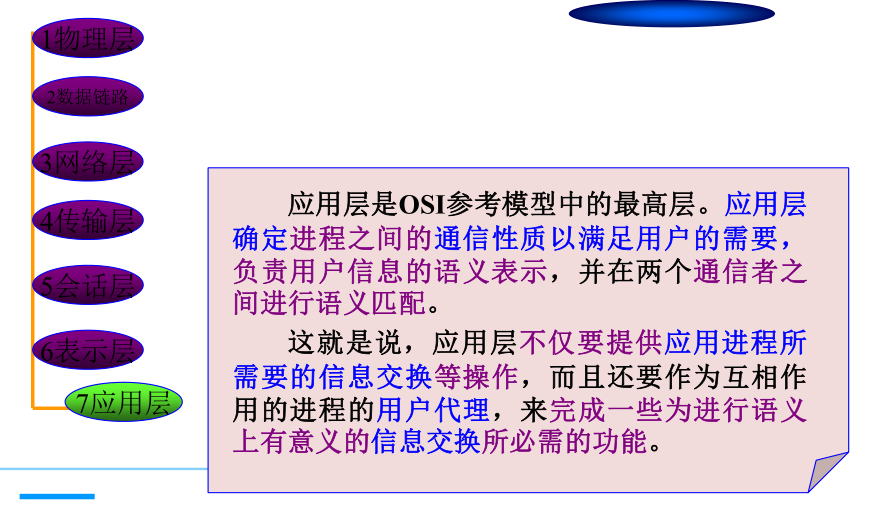 1物理层
2数据链路
3网络层
4传输层
5会话层
6表示层
7应用层
应用层是OSI参考模型中的最高层。应用层
确定进程之间的通信性质以满足用户的需要，
负责用户信息的语义表示，并在两个通信者之
间进行语义匹配。
这就是说，应用层不仅要提供应用进程所
需要的信息交换等操作，而且还要作为互相作
用的进程的用户代理，来完成一些为进行语义
上有意义的信息交换所必需的功能。